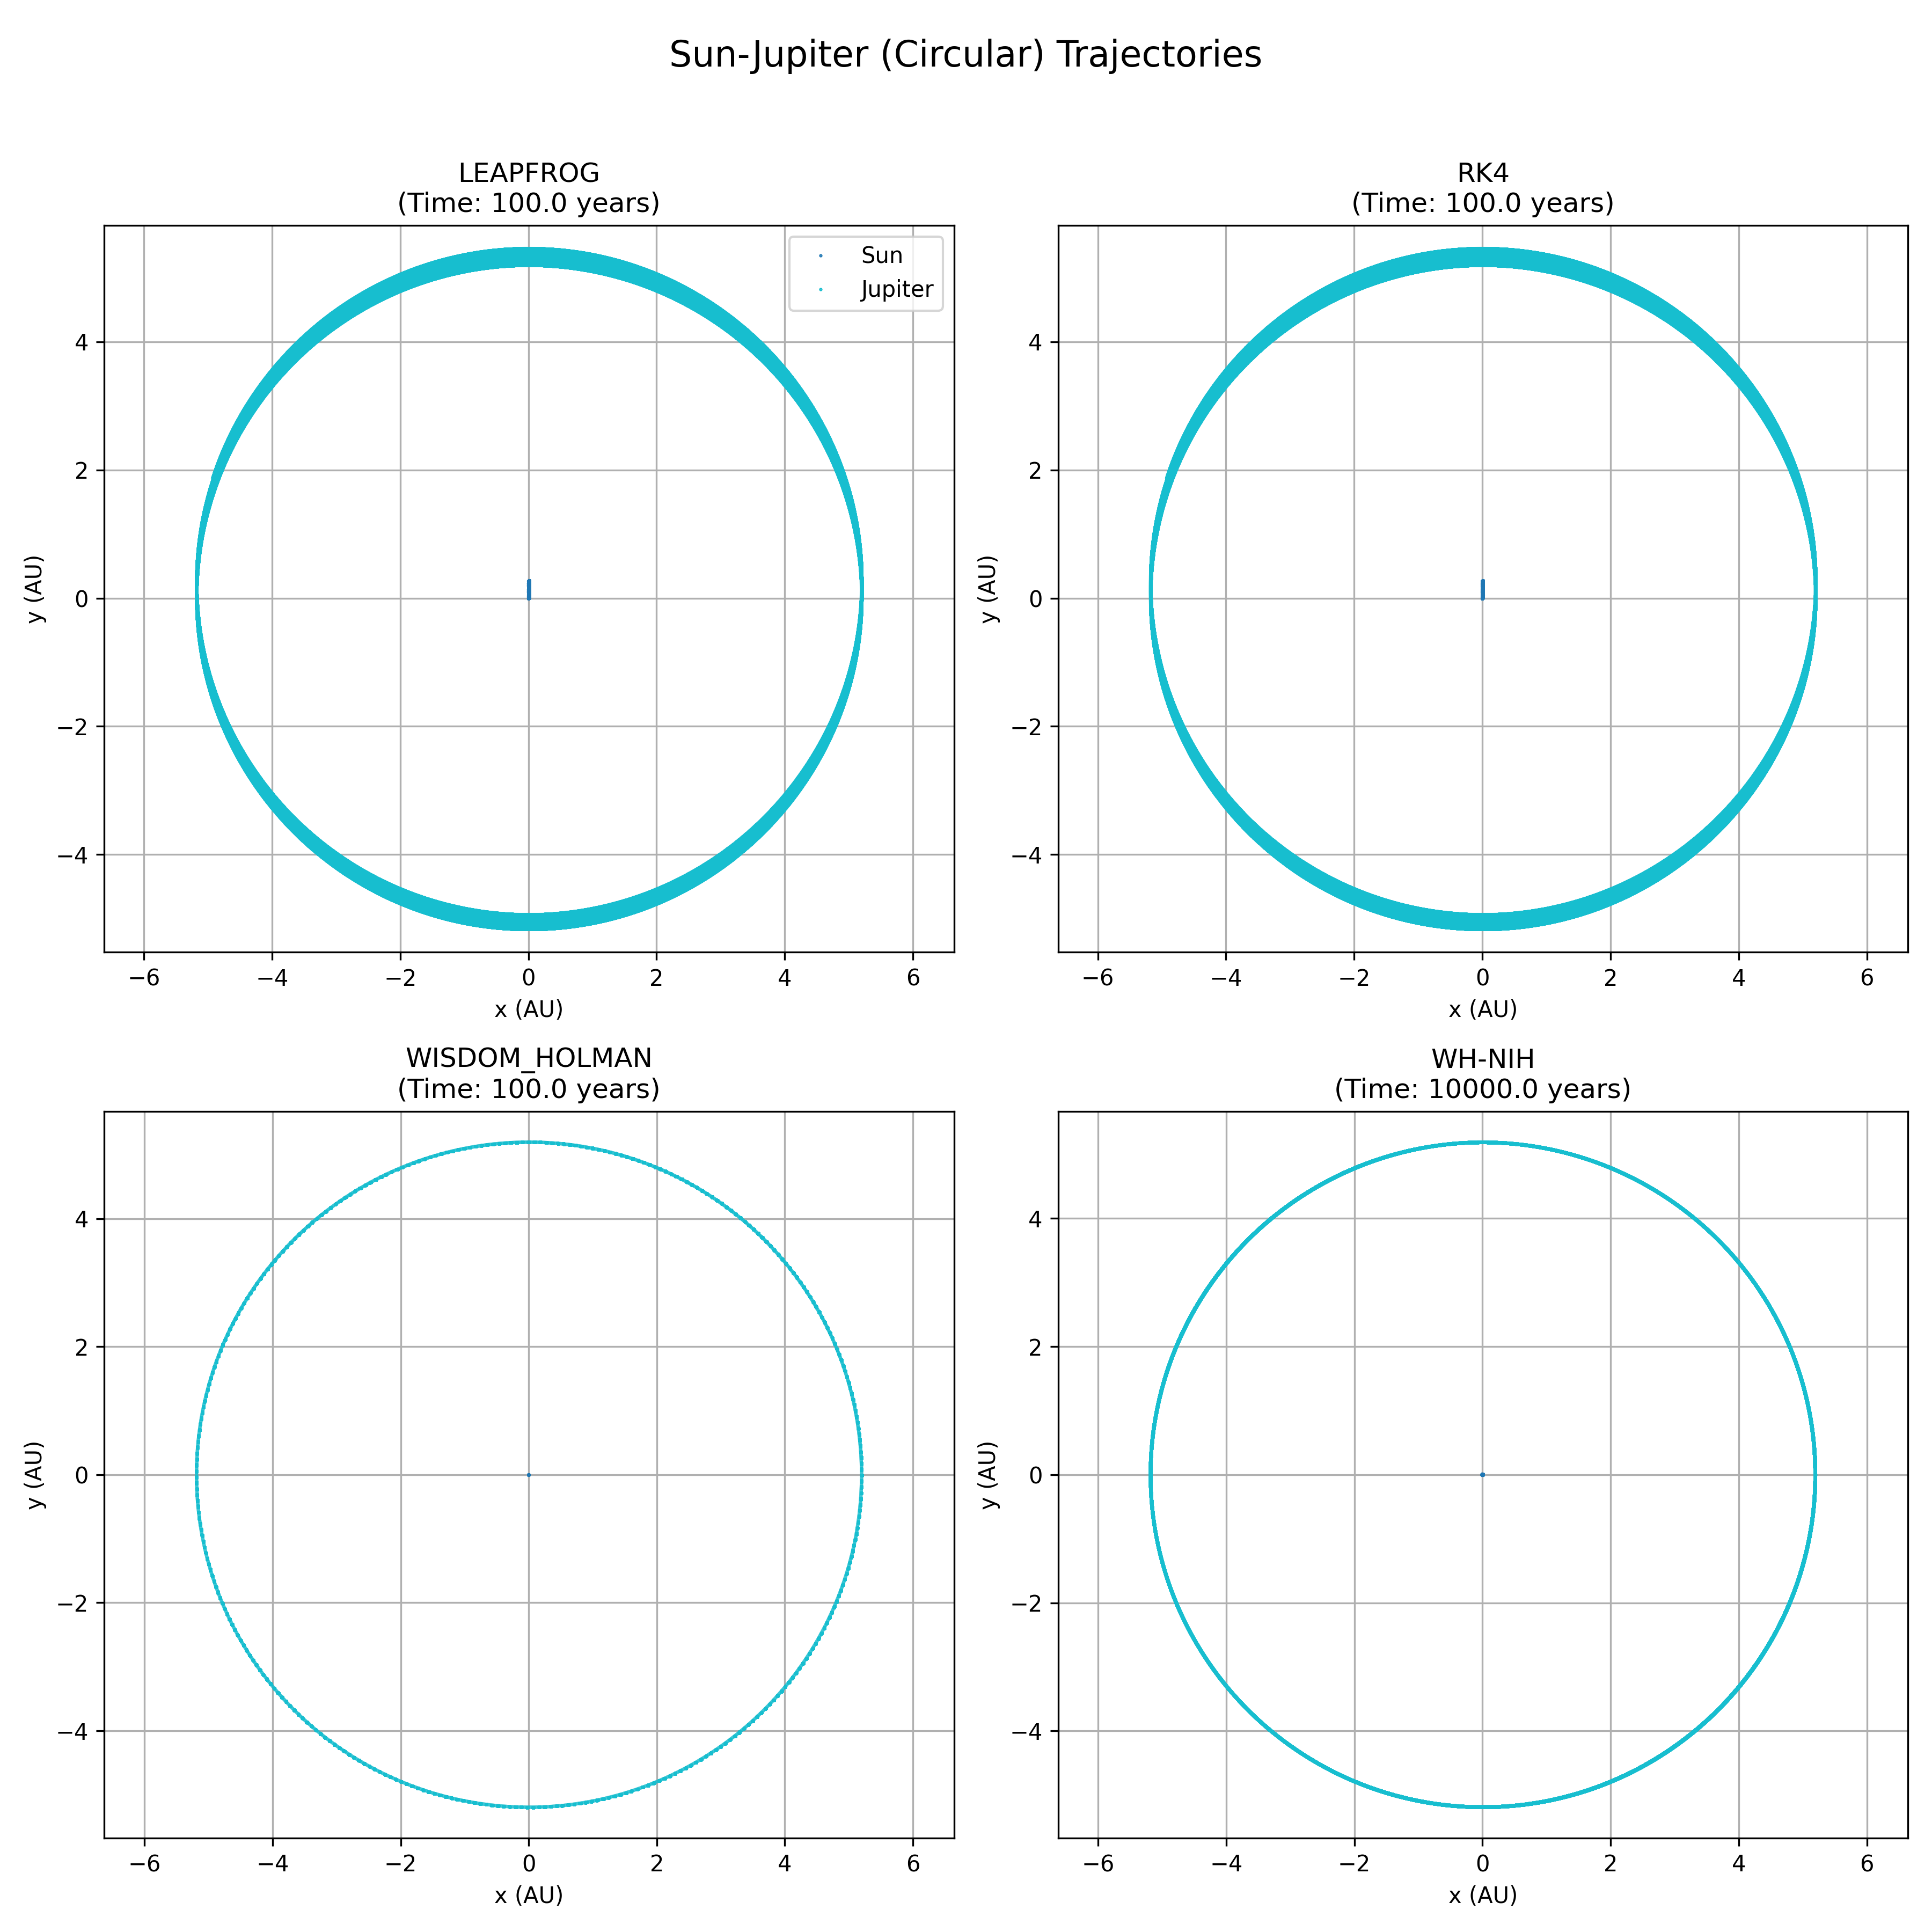 Sun-Jupiter (Circular) Trajectories
LEAPFROG
(Time: 100.0 years)
Sun
Jupiter
4
2
0
−2
−4
y (AU)
−6 −4 −2 0 2 4 6
x (AU)
RK4
(Time: 100.0 years)
4
2
0
−2
−4
y (AU)
−6 −4 −2 0 2 4 6
x (AU)
WISDOM_HOLMAN
(Time: 100.0 years)
4
2
0
−2
−4
y (AU)
−6 −4 −2 0 2 4 6
x (AU)
WH-NIH
(Time: 10000.0 years)
4
2
0
−2
−4
y (AU)
−6 −4 −2 0 2 4 6
x (AU)